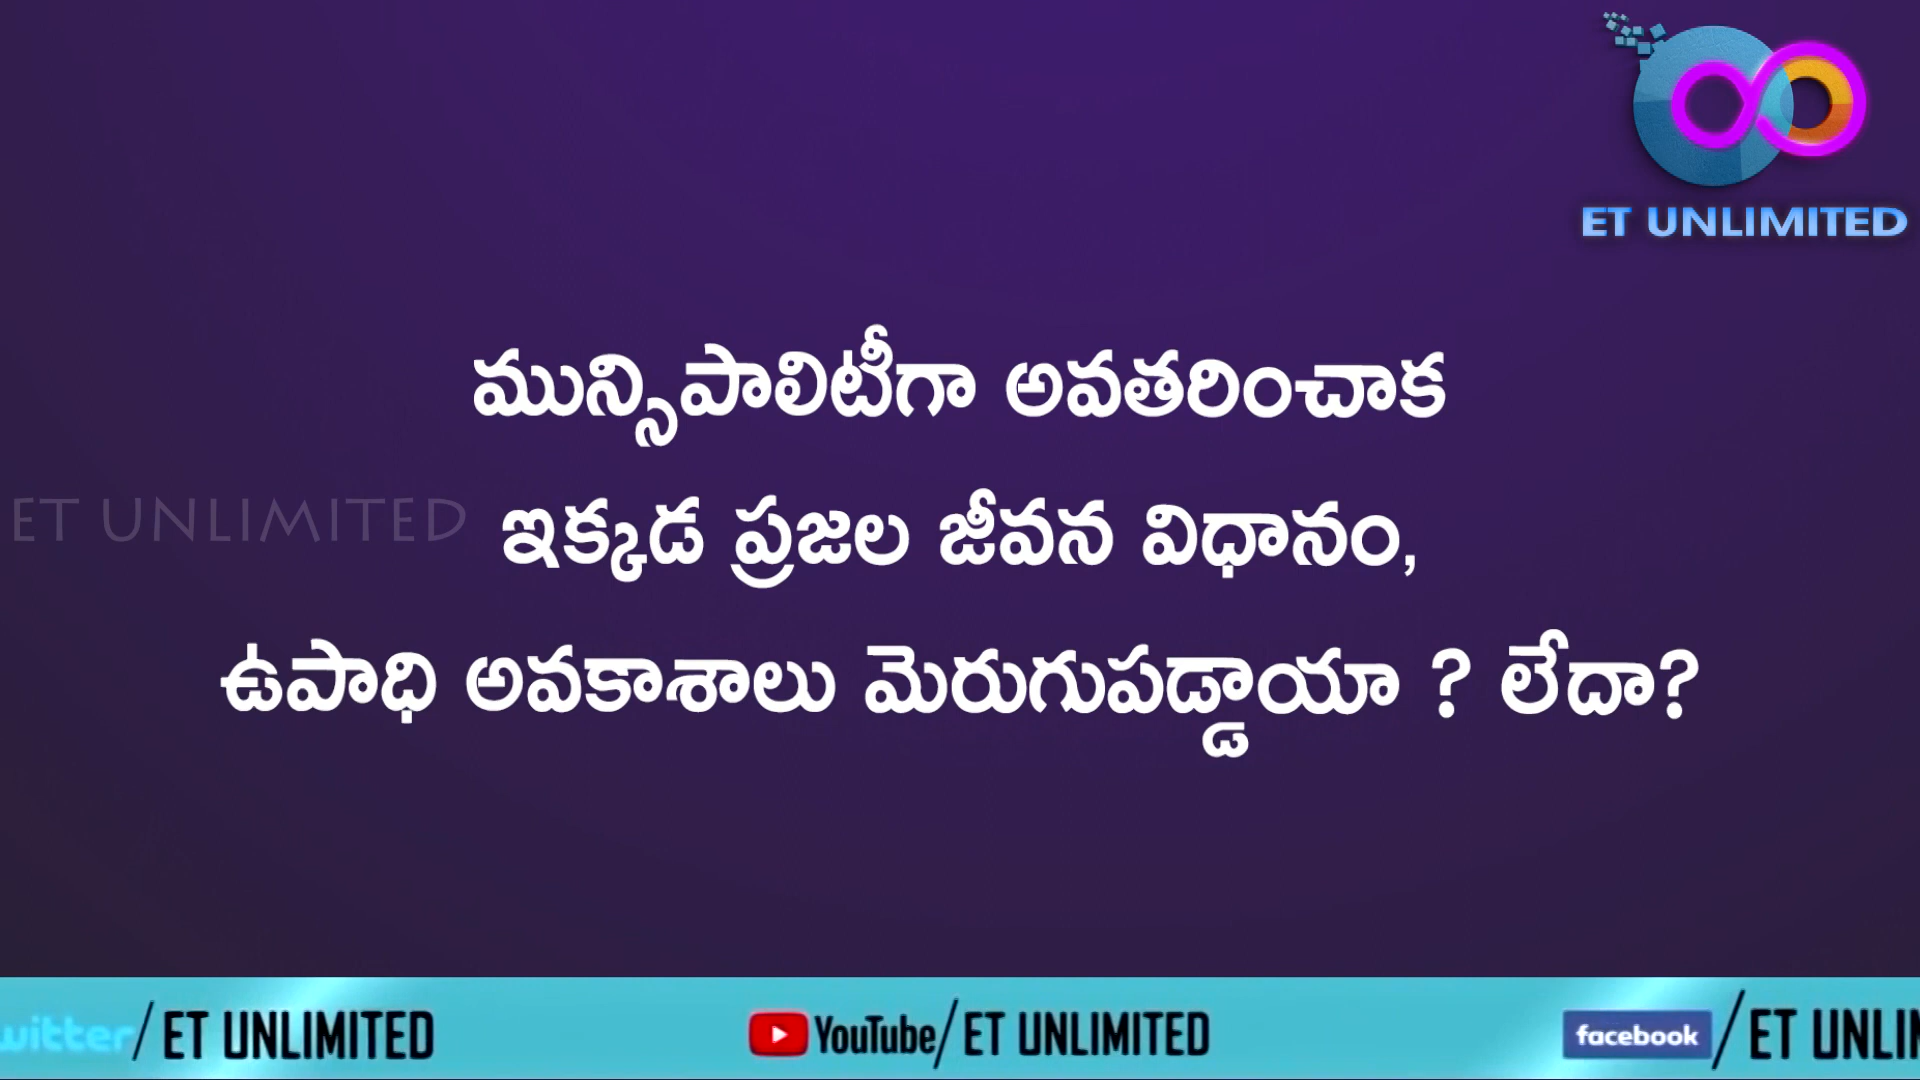 ET UNLIMITED
మున్సిపాలిటీగా అవతరించాక
ET UNLIMITED
ఇక్కడ ప్రజల జీవన విధానం,
ఉపాధి అవకాశాలు మెరుగుపడ్డాయా ? లేదా?
witter/ET UNLIMITED YouTube/ET UNLIMITED facebook/ET UNLI